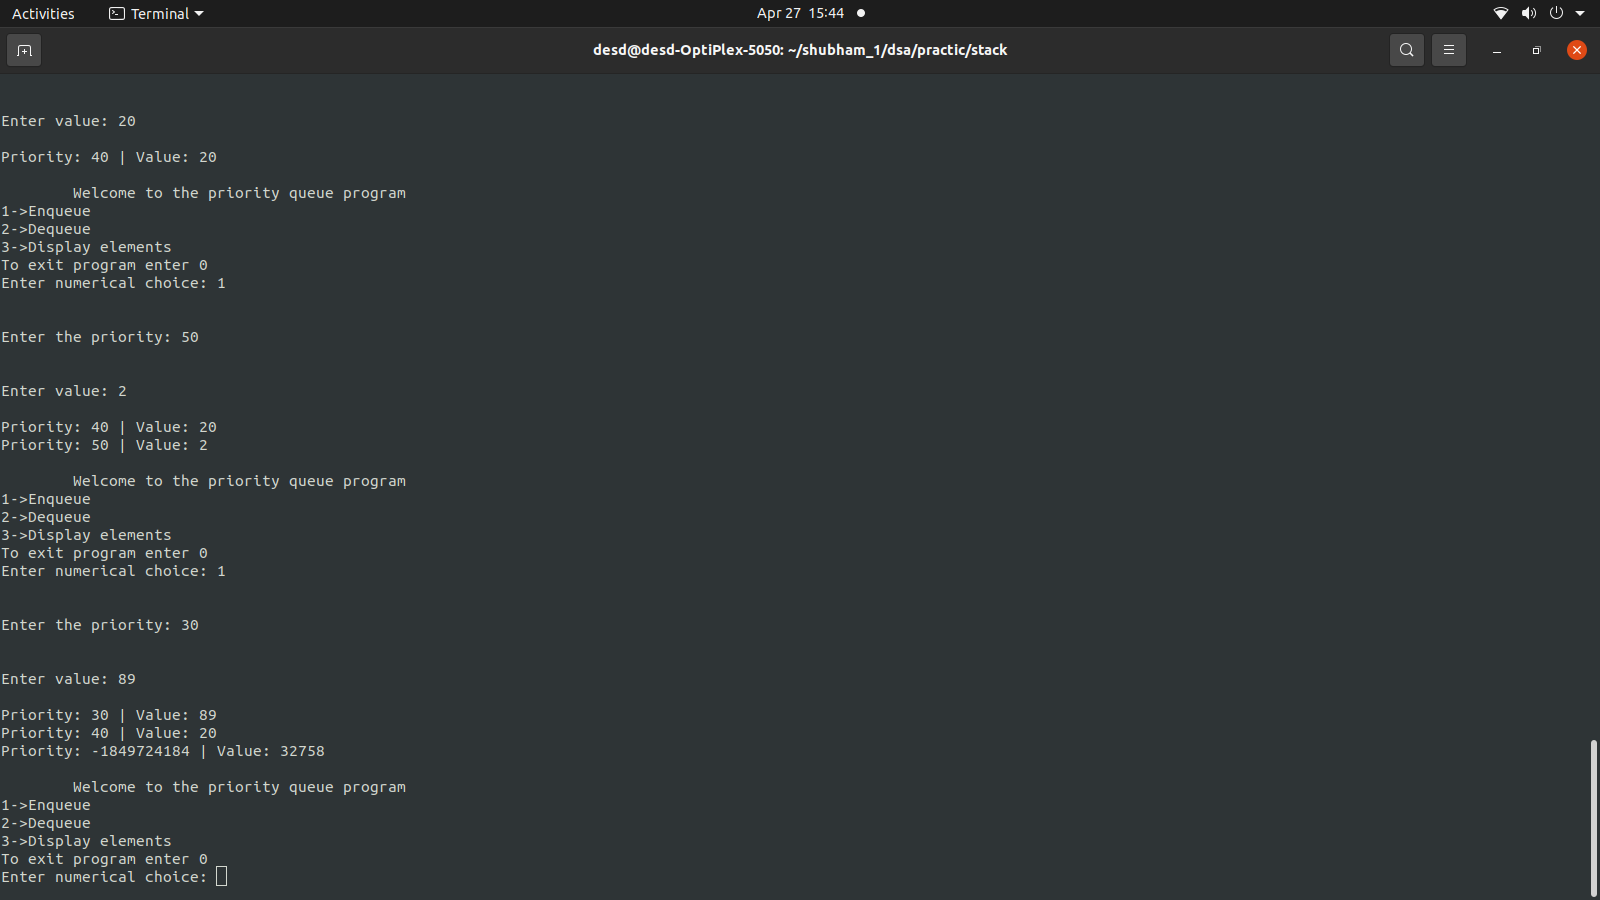 Activities Terminal Apr 27 15:44
desd@desd-OptiPlex-5050: ~/shubham_1/dsa/practic/stack
Enter value: 20
Priority: 40 | Value: 20
Welcome to the priority queue program
1->Enqueue
2->Dequeue
3->Display elements
To exit program enter 0
Enter numerical choice: 1
Enter the priority: 50
Enter value: 2
Priority: 40 | Value: 20
Priority: 50 | Value: 2
Welcome to the priority queue program
1->Enqueue
2->Dequeue
3->Display elements
To exit program enter 0
Enter numerical choice: 1
Enter the priority: 30
Enter value: 89
Priority: 30 | Value: 89
Priority: 40 | Value: 20
Priority: -1849724184 | Value: 32758
Welcome to the priority queue program
1->Enqueue
2->Dequeue
3->Display elements
To exit program enter 0
Enter numerical choice: